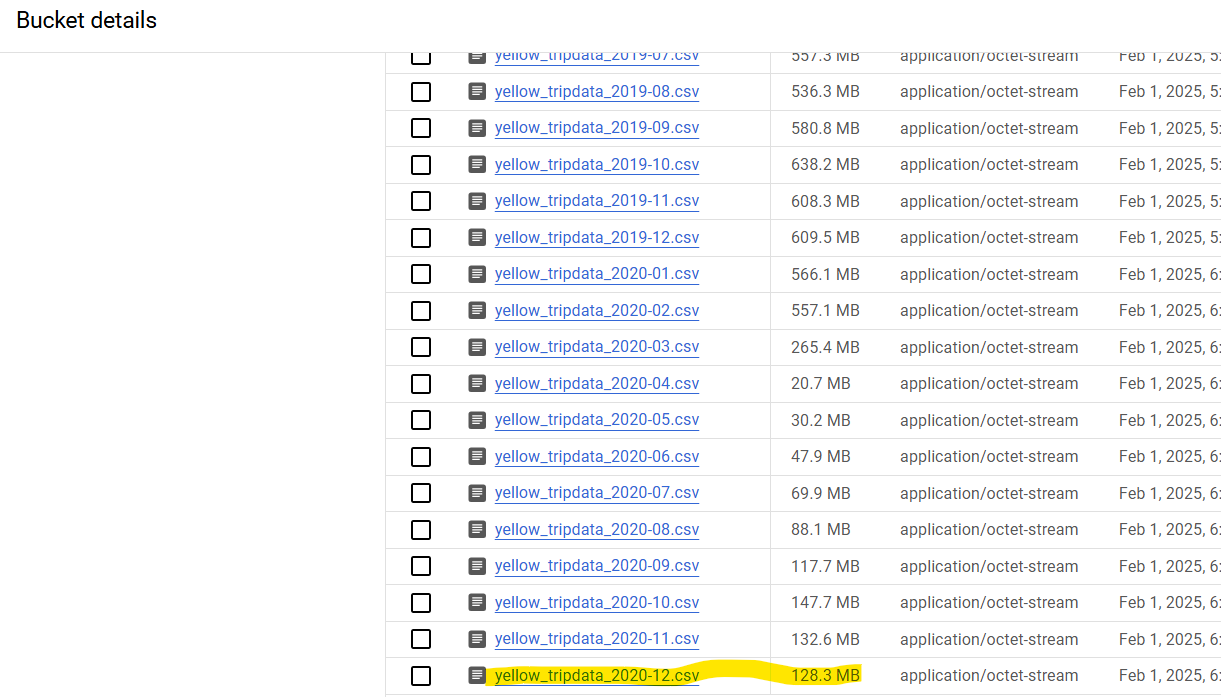 Bucket details
yellow_tripdata_2019-07.csv 557.3 MB application/octet-stream Feb 1, 2025, 5:
yellow_tripdata_2019-08.csv 536.3 MB application/octet-stream Feb 1, 2025, 5:
yellow_tripdata_2019-09.csv 580.8 MB application/octet-stream Feb 1, 2025, 5:
yellow_tripdata_2019-10.csv 638.2 MB application/octet-stream Feb 1, 2025, 5:
yellow_tripdata_2019-11.csv 608.3 MB application/octet-stream Feb 1, 2025, 5:
yellow_tripdata_2019-12.csv 609.5 MB application/octet-stream Feb 1, 2025, 5:
yellow_tripdata_2020-01.csv 566.1 MB application/octet-stream Feb 1, 2025, 6:
yellow_tripdata_2020-02.csv 557.1 MB application/octet-stream Feb 1, 2025, 6:
yellow_tripdata_2020-03.csv 265.4 MB application/octet-stream Feb 1, 2025, 6:
yellow_tripdata_2020-04.csv 20.7 MB application/octet-stream Feb 1, 2025, 6:
yellow_tripdata_2020-05.csv 30.2 MB application/octet-stream Feb 1, 2025, 6:
yellow_tripdata_2020-06.csv 47.9 MB application/octet-stream Feb 1, 2025, 6:
yellow_tripdata_2020-07.csv 69.9 MB application/octet-stream Feb 1, 2025, 6:
yellow_tripdata_2020-08.csv 88.1 MB application/octet-stream Feb 1, 2025, 6:
yellow_tripdata_2020-09.csv 117.7 MB application/octet-stream Feb 1, 2025, 6:
yellow_tripdata_2020-10.csv 147.7 MB application/octet-stream Feb 1, 2025, 6:
yellow_tripdata_2020-11.csv 132.6 MB application/octet-stream Feb 1, 2025, 6:
yellow_tripdata_2020-12.csv 128.3 MB application/octet-stream Feb 1, 2025, 6: